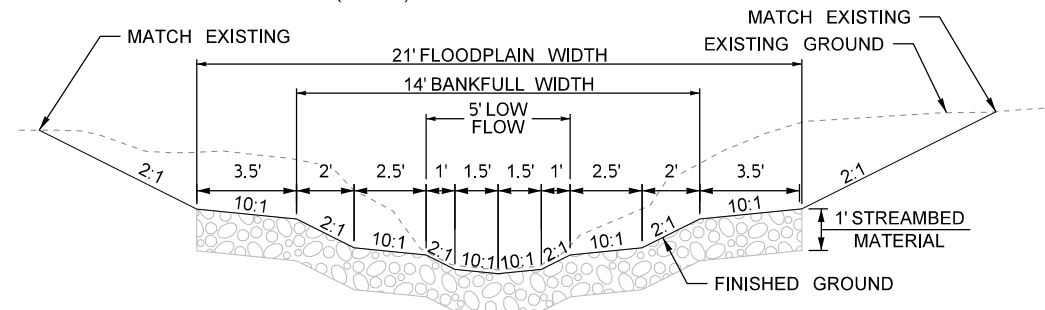 MATCH EXISTING
MATCH EXISTING
EXISTING GROUND
21' FLOODPLAIN WIDTH
14' BANKFULL WIDTH
5' LOW
FLOW
3.5' 2' 2.5' 1' 1.5' 1.5' 1' 2.5' 2' 3.5'
2:1 2:1
10:1 2:1 10:1 2:1 10:1 10:1 2:1 10:1 2:1 10:1
1' STREAMBED
MATERIAL
FINISHED GROUND